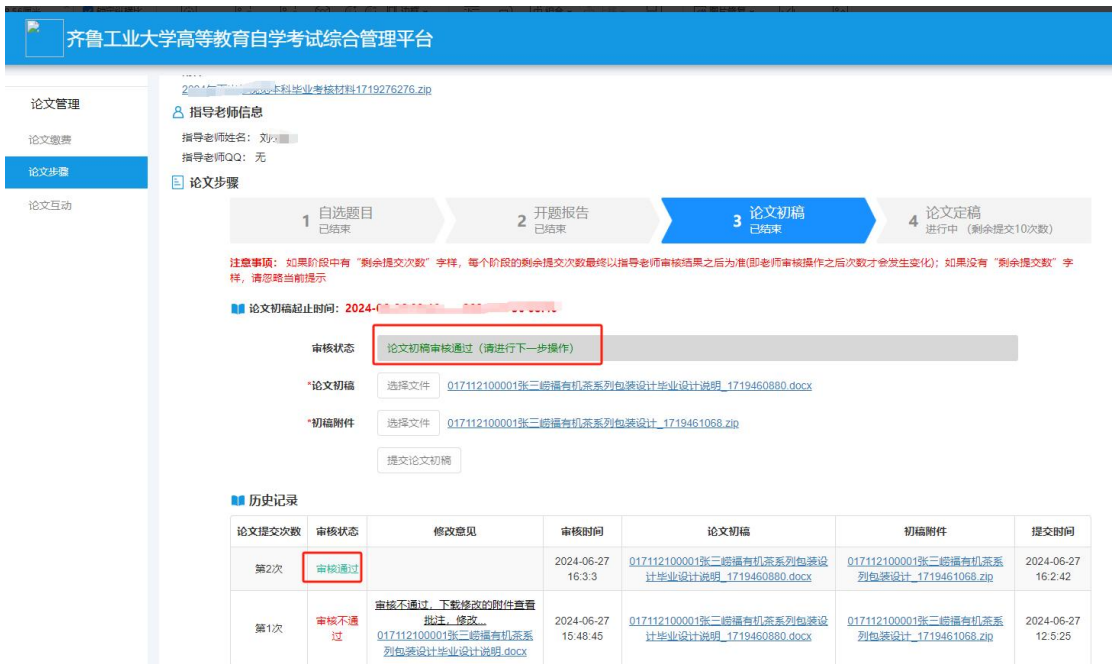 齐鲁工业大学高等教育自学考试综合管理平台
论文管理
论文缴费
论文步骤
论文互动
本科毕业考核材料1719276276.zip
指导老师信息
指导老师姓名： 刘
指导老师QQ： 无
论文步骤
1 自选题目
已结束
2 开题报告
已结束
3 论文初稿
已结束
4 论文定稿
进行中 （剩余提交10次数）
注意事项： 如果阶段中有“剩余提交次数”字样，每个阶段的剩余提交次数最终以指导老师审核结果之后为准(即老师审核操作之后次数才会发生变化)；如果没有“剩余提交数”字
样，请忽略当前提示
论文初稿起止时间：2024-
审核状态 论文初稿审核通过（请进行下一步操作）
*论文初稿 选择文件 017112100001张三崂福有机茶系列包装设计毕业设计说明_1719460880.docx
*初稿附件 选择文件 017112100001张三崂福有机茶系列包装设计_1719461068.zip
提交论文初稿
历史记录
论文提交次数 审核状态 修改意见 审核时间 论文初稿 初稿附件 提交时间
第2次 审核通过 2024-06-27 16:3:3 017112100001张三崂福有机茶系列包装设计毕业设计说明_1719460880.docx 017112100001张三崂福有机茶系列包装设计_1719461068.zip 2024-06-27 16:2:42
第1次 审核不通过 审核不通过，下载修改的附件查看批注，修改... 017112100001张三崂福有机茶系列包装设计毕业设计说明.docx 2024-06-27 15:48:45 017112100001张三崂福有机茶系列包装设计毕业设计说明_1719460880.docx 017112100001张三崂福有机茶系列包装设计_1719461068.zip 2024-06-27 12:5:25